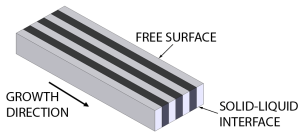 FREE SURFACE
GROWTH
DIRECTION
SOLID-LIQUID
INTERFACE